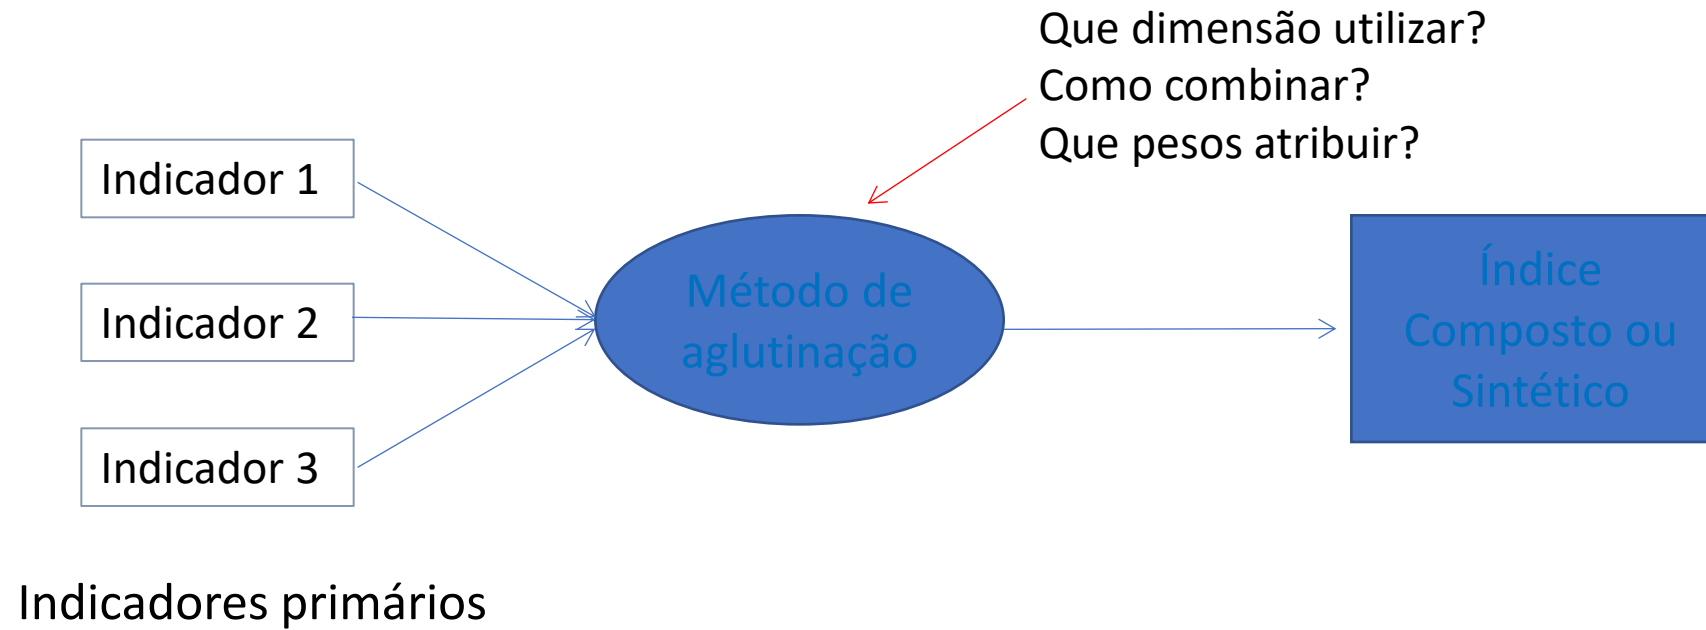 Que dimensão utilizar?
Como combinar?
Que pesos atribuir?
Indicador 1
Indicador 2
Indicador 3
Método de
aglutinação
Índice
Composto ou
Sintético
Indicadores primários